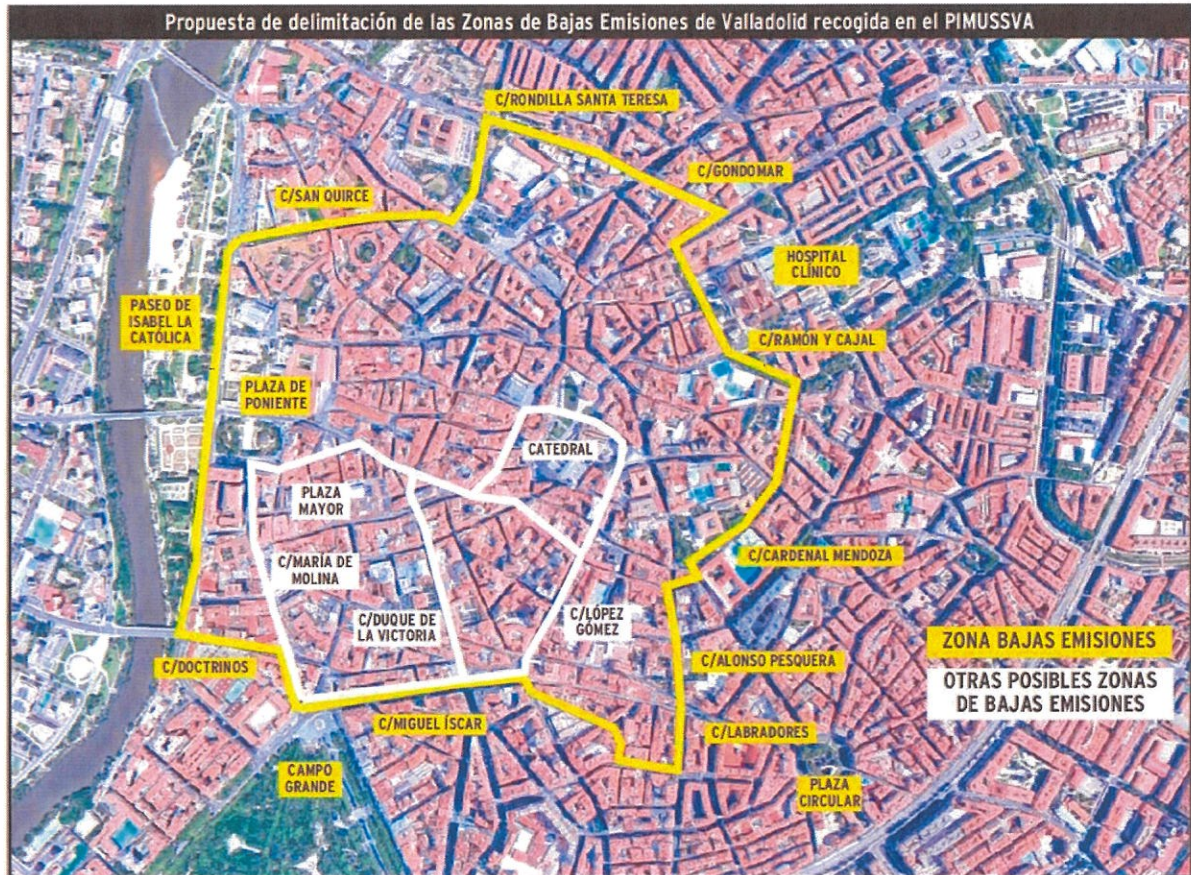 Propuesta de delimitación de las Zonas de Bajas Emisiones de Valladolid recogida en el PIMUSSVA
C/RONDILLA SANTA TERESA
C/GONDOMAR
C/SAN QUIRCE
HOSPITAL
CLÍNICO
PASEO DE
ISABEL LA
CATÓLICA
C/RAMÓN Y CAJAL
PLAZA DE
PONIENTE
CATEDRAL
PLAZA
MAYOR
C/MARÍA DE
MOLINA
C/CARDENAL MENDOZA
C/DUQUE DE
LA VICTORIA
C/LÓPEZ
GÓMEZ
C/DOCTRINOS
C/ALONSO PESQUERA
ZONA BAJAS EMISIONES
OTRAS POSIBLES ZONAS
DE BAJAS EMISIONES
C/MIGUEL ÍSCAR
C/LABRADORES
CAMPO
GRANDE
PLAZA
CIRCULAR